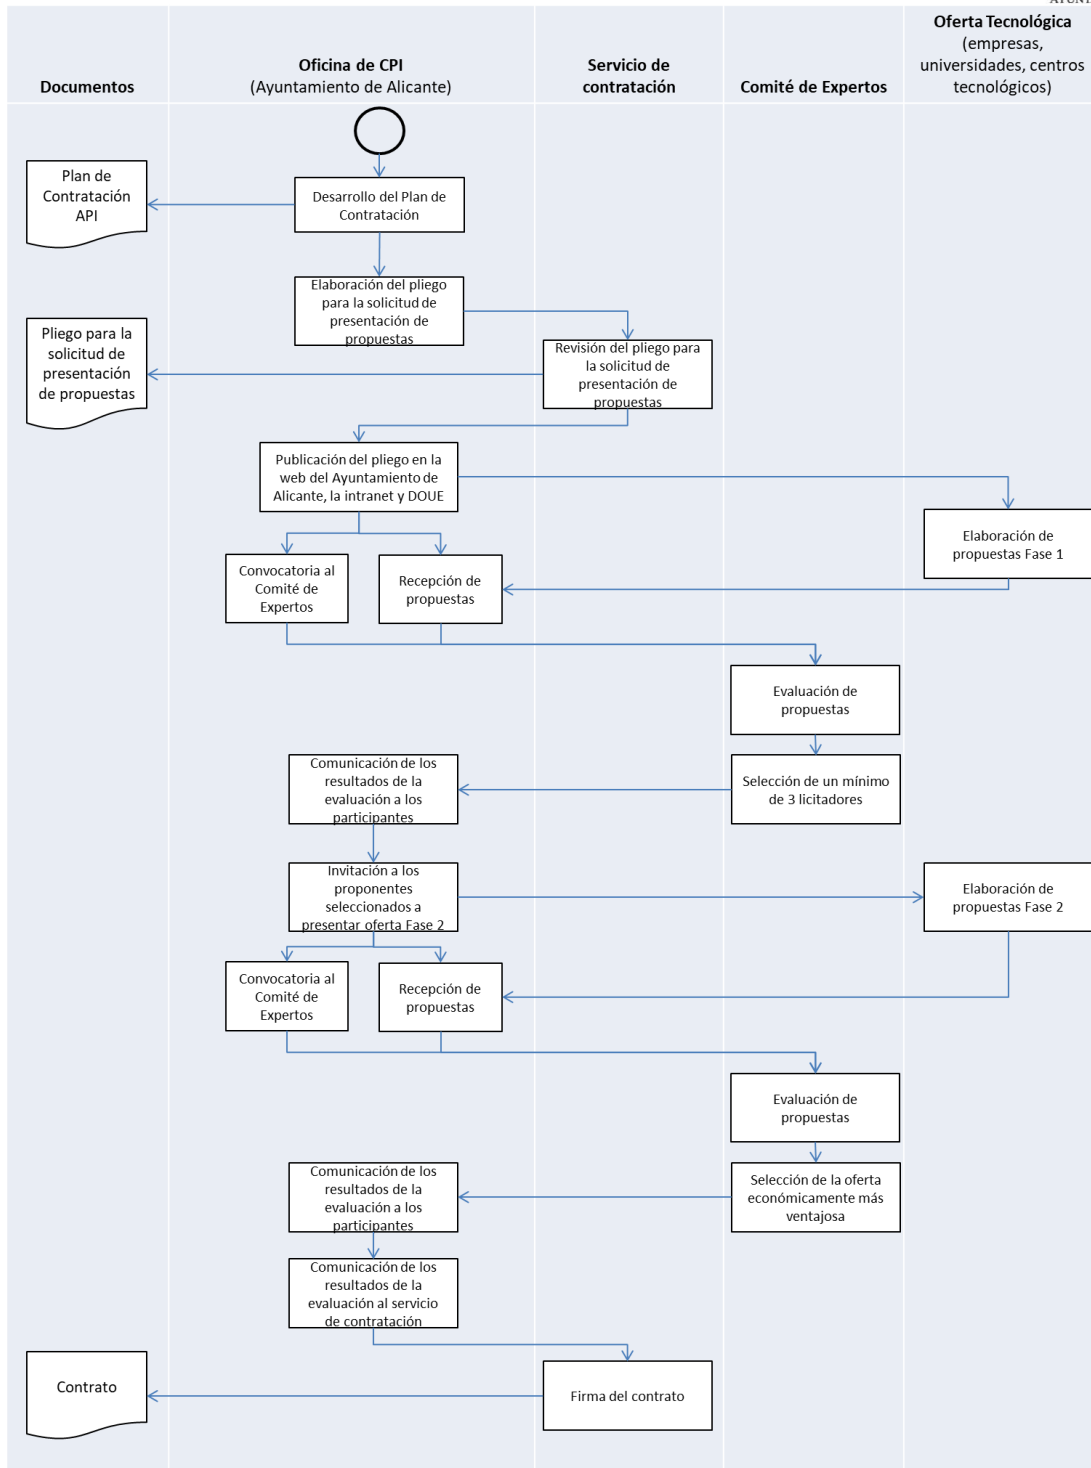 Documentos
Oficina de CPI
(Ayuntamiento de Alicante)
Servicio de
contratación
Comité de Expertos
Oferta Tecnológica
(empresas,
universidades, centros
tecnológicos)
Plan de
Contratación
API
Desarrollo del Plan de
Contratación
Elaboración del pliego
para la solicitud de
presentación de
propuestas
Pliego para la
solicitud de
presentación
de propuestas
Revisión del pliego para
la solicitud de
presentación de
propuestas
Publicación del pliego en la
web del Ayuntamiento de
Alicante, la intranet y DOUE
Elaboración de
propuestas Fase 1
Convocatoria al
Comité de
Expertos
Recepción de
propuestas
Evaluación de
propuestas
Comunicación de los
resultados de la
evaluación a los
participantes
Selección de un mínimo
de 3 licitadores
Invitación a los
proponentes
seleccionados a
presentar oferta Fase 2
Elaboración de
propuestas Fase 2
Convocatoria al
Comité de
Expertos
Recepción de
propuestas
Evaluación de
propuestas
Comunicación de los
resultados de la
evaluación a los
participantes
Selección de la oferta
económicamente más
ventajosa
Comunicación de los
resultados de la
evaluación al servicio
de contratación
Contrato
Firma del contrato